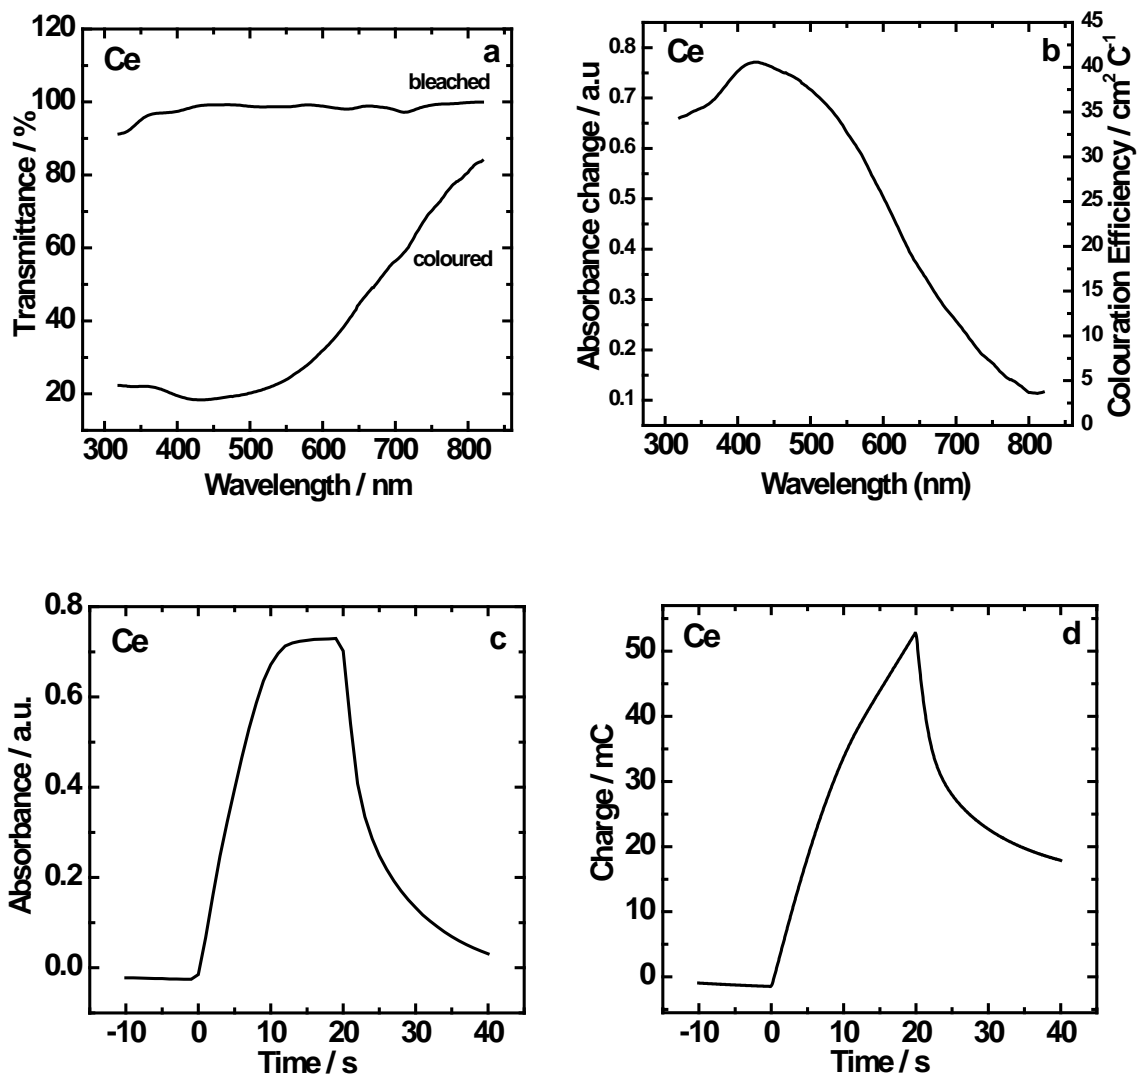 Ce
a
bleached
coloured
120
100
80
60
40
20
Transmittance / %
300 400 500 600 700 800
Wavelength / nm
Ce
b
0.8
0.7
0.6
0.5
0.4
0.3
0.2
0.1
Absorbance change / a.u
45
40
35
30
25
20
15
10
5
0
Colouration Efficiency / cm² C⁻¹
300 400 500 600 700 800
Wavelength (nm)
Ce
c
0.8
0.6
0.4
0.2
0.0
Absorbance / a.u.
-10 0 10 20 30 40
Time / s
Ce
d
50
40
30
20
10
0
Charge / mC
-10 0 10 20 30 40
Time / s